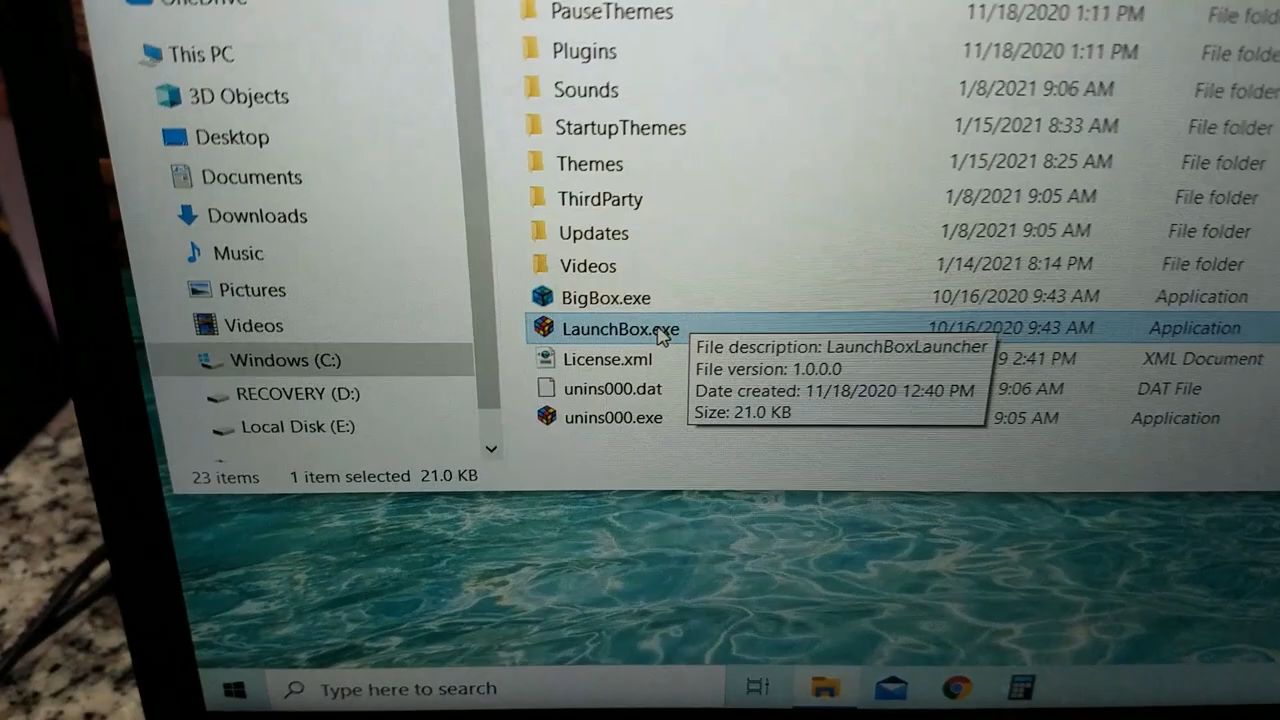 OneDrive
This PC
3D Objects
Desktop
Documents
Downloads
Music
Pictures
Videos
Windows (C:)
RECOVERY (D:)
Local Disk (E:)
PauseThemes 11/18/2020 1:11 PM File fold
Plugins 11/18/2020 1:11 PM File folde
Sounds 1/8/2021 9:06 AM File folder
StartupThemes 1/15/2021 8:33 AM File folder
Themes 1/15/2021 8:25 AM File folder
ThirdParty 1/8/2021 9:05 AM File folder
Updates 1/8/2021 9:05 AM File folder
Videos 1/14/2021 8:14 PM File folder
BigBox.exe 10/16/2020 9:43 AM Application
LaunchBox.exe 10/16/2020 9:43 AM Application
License.xml 9 2:41 PM XML Document
unins000.dat 9:06 AM DAT File
unins000.exe 9:05 AM Application
File description: LaunchBoxLauncher
File version: 1.0.0.0
Date created: 11/18/2020 12:40 PM
Size: 21.0 KB
23 items 1 item selected 21.0 KB
Type here to search